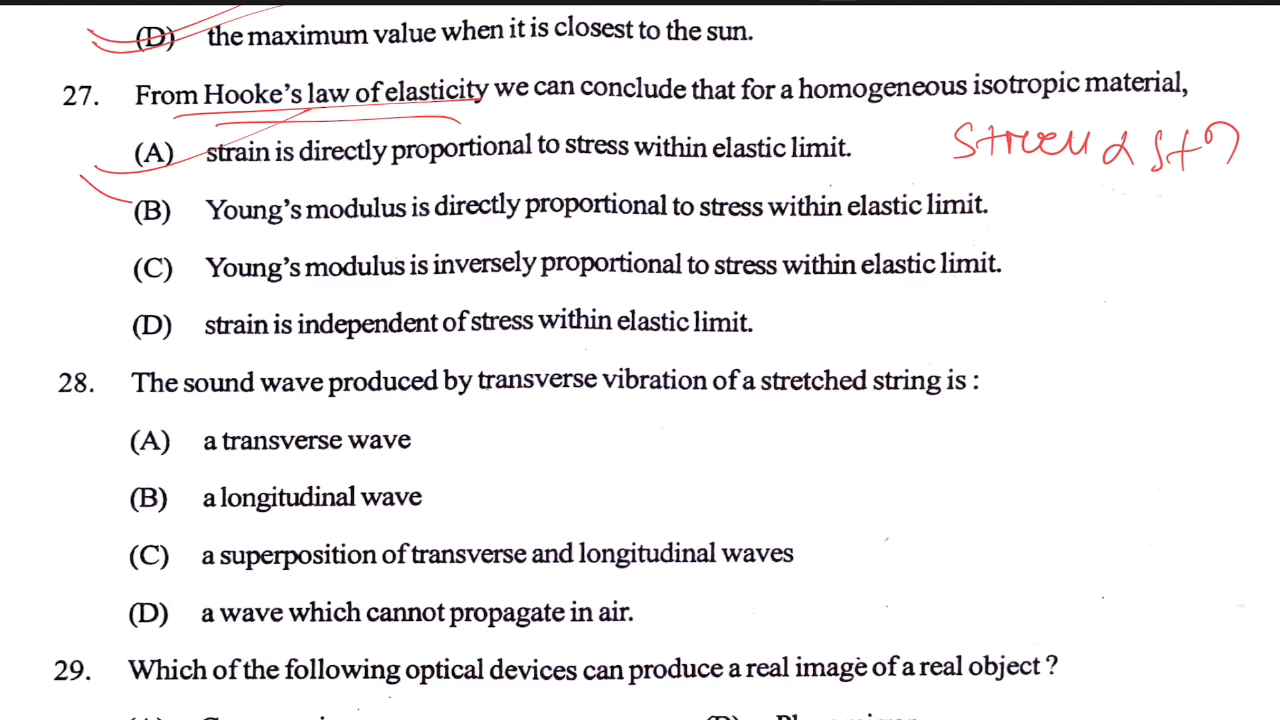 (D) the maximum value when it is closest to the sun.
27. From Hooke's law of elasticity we can conclude that for a homogeneous isotropic material,
(A) strain is directly proportional to stress within elastic limit.
(B) Young's modulus is directly proportional to stress within elastic limit.
(C) Young's modulus is inversely proportional to stress within elastic limit.
(D) strain is independent of stress within elastic limit.
28. The sound wave produced by transverse vibration of a stretched string is :
(A) a transverse wave
(B) a longitudinal wave
(C) a superposition of transverse and longitudinal waves
(D) a wave which cannot propagate in air.
29. Which of the following optical devices can produce a real image of a real object ?